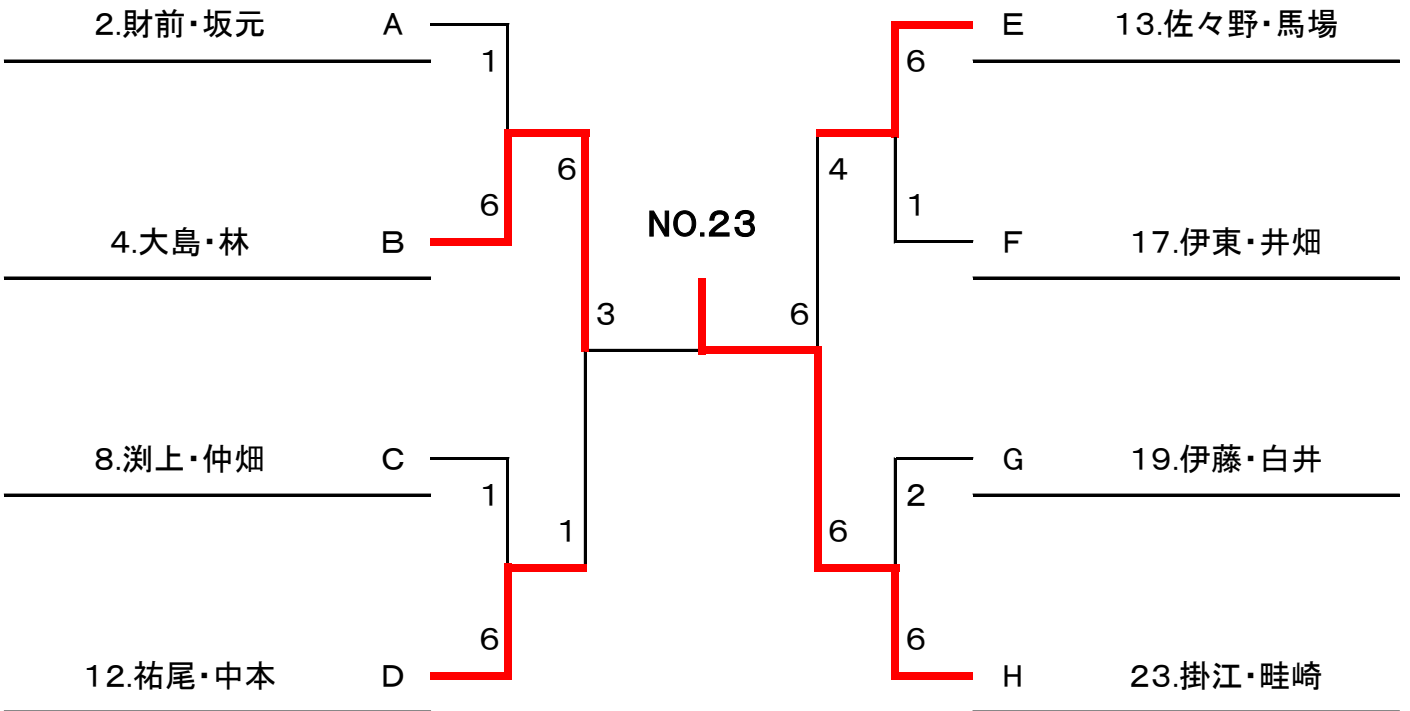 2.財前・坂元 A
E 13.佐々野・馬場
1
6
6
4
6
1
NO.23
4.大島・林 B
F 17.伊東・井畑
3
6
8.渕上・仲畑 C
G 19.伊藤・白井
1
2
1
6
6
6
12.祐尾・中本 D
H 23.掛江・畦崎